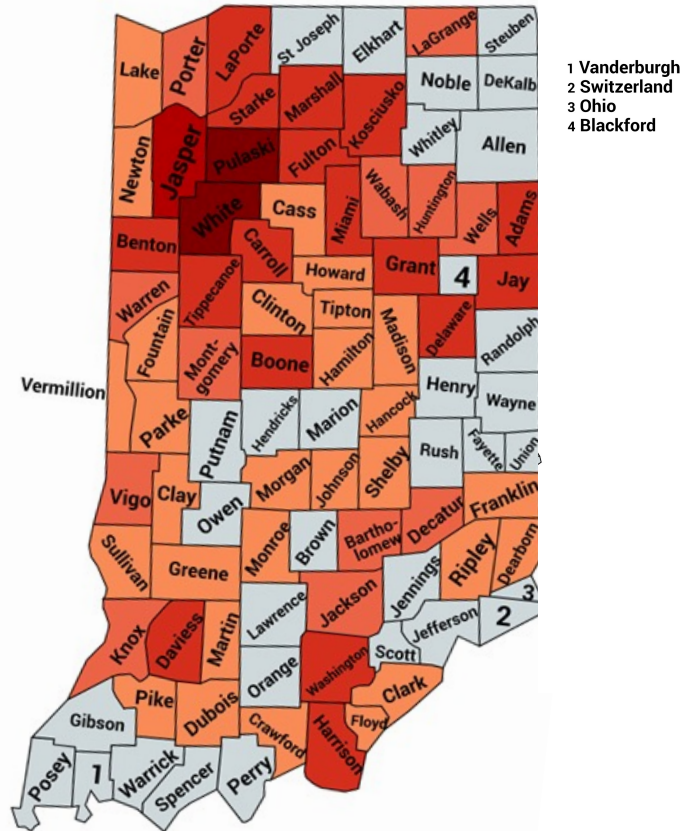 St Joseph
Elkhart
LaGrange
Steuben
LaPorte
Porter
Lake
Noble
DeKalb
1 Vanderburgh
2 Switzerland
3 Ohio
4 Blackford
Starke
Marshall
Kosciusko
Whitley
Allen
Newton
Jasper
Pulaski
Fulton
Wabash
Huntington
Wells
Adams
White
Cass
Miami
Benton
Carroll
Howard
Grant
4
Jay
Warren
Tippecanoe
Clinton
Tipton
Madison
Delaware
Randolph
Fountain
Mont-
gomery
Boone
Hamilton
Vermillion
Henry
Wayne
Parke
Putnam
Hendricks
Marion
Hancock
Rush
Fayette
Union
Vigo
Clay
Owen
Morgan
Johnson
Shelby
Decatur
Franklin
Sullivan
Greene
Monroe
Brown
Bartho-
lomew
Jennings
Ripley
Dearborn
Knox
Daviess
Martin
Lawrence
Jackson
Jefferson
3
2
Scott
Orange
Washington
Clark
Pike
Dubois
Gibson
Crawford
Floyd
Harrison
Posey
1
Warrick
Spencer
Perry